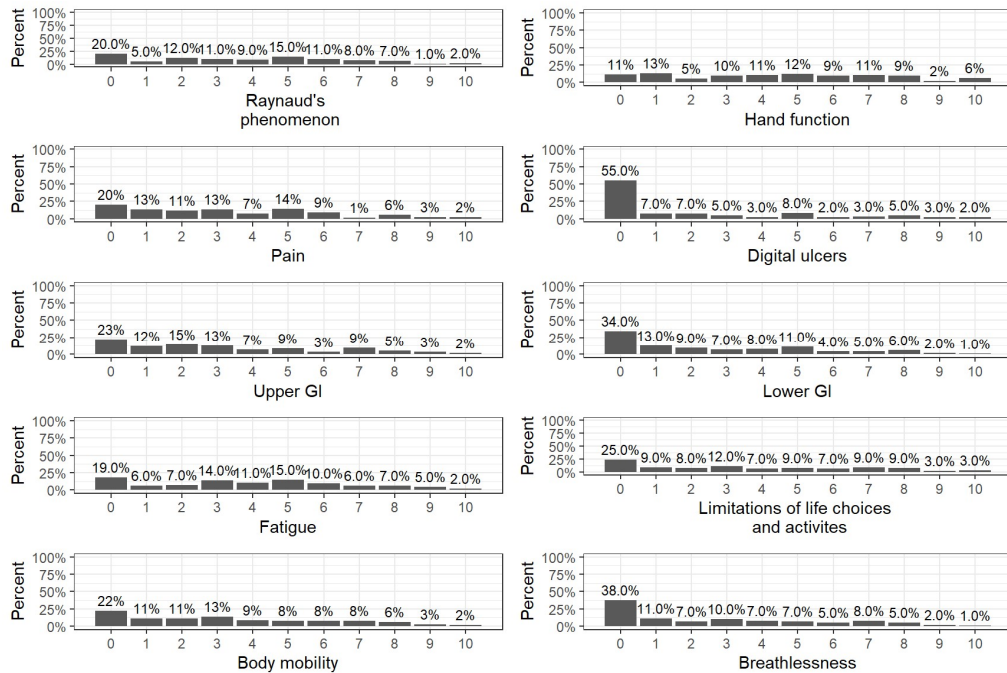 Percent
100%
75%
50%
25%
0%
20.0% 5.0% 12.0% 11.0% 9.0% 15.0% 11.0% 8.0% 7.0% 1.0% 2.0%
0 1 2 3 4 5 6 7 8 9 10
Raynaud's
phenomenon
Percent
100%
75%
50%
25%
0%
11% 13% 5% 10% 11% 12% 9% 11% 9% 2% 6%
0 1 2 3 4 5 6 7 8 9 10
Hand function
Percent
100%
75%
50%
25%
0%
20% 13% 11% 13% 7% 14% 9% 1% 6% 3% 2%
0 1 2 3 4 5 6 7 8 9 10
Pain
Percent
100%
75%
50%
25%
0%
55.0% 7.0% 7.0% 5.0% 3.0% 8.0% 2.0% 3.0% 5.0% 3.0% 2.0%
0 1 2 3 4 5 6 7 8 9 10
Digital ulcers
Percent
100%
75%
50%
25%
0%
23% 12% 15% 13% 7% 9% 3% 9% 5% 3% 2%
0 1 2 3 4 5 6 7 8 9 10
Upper GI
Percent
100%
75%
50%
25%
0%
34.0% 13.0% 9.0% 7.0% 8.0% 11.0% 4.0% 5.0% 6.0% 2.0% 1.0%
0 1 2 3 4 5 6 7 8 9 10
Lower GI
Percent
100%
75%
50%
25%
0%
19.0% 6.0% 7.0% 14.0% 11.0% 15.0% 10.0% 6.0% 7.0% 5.0% 2.0%
0 1 2 3 4 5 6 7 8 9 10
Fatigue
Percent
100%
75%
50%
25%
0%
25.0% 9.0% 8.0% 12.0% 7.0% 9.0% 7.0% 9.0% 9.0% 3.0% 3.0%
0 1 2 3 4 5 6 7 8 9 10
Limitations of life choices
and activites
Percent
100%
75%
50%
25%
0%
22% 11% 11% 13% 9% 8% 8% 8% 6% 3% 2%
0 1 2 3 4 5 6 7 8 9 10
Body mobility
Percent
100%
75%
50%
25%
0%
38.0% 11.0% 7.0% 10.0% 7.0% 7.0% 5.0% 8.0% 5.0% 2.0% 1.0%
0 1 2 3 4 5 6 7 8 9 10
Breathlessness